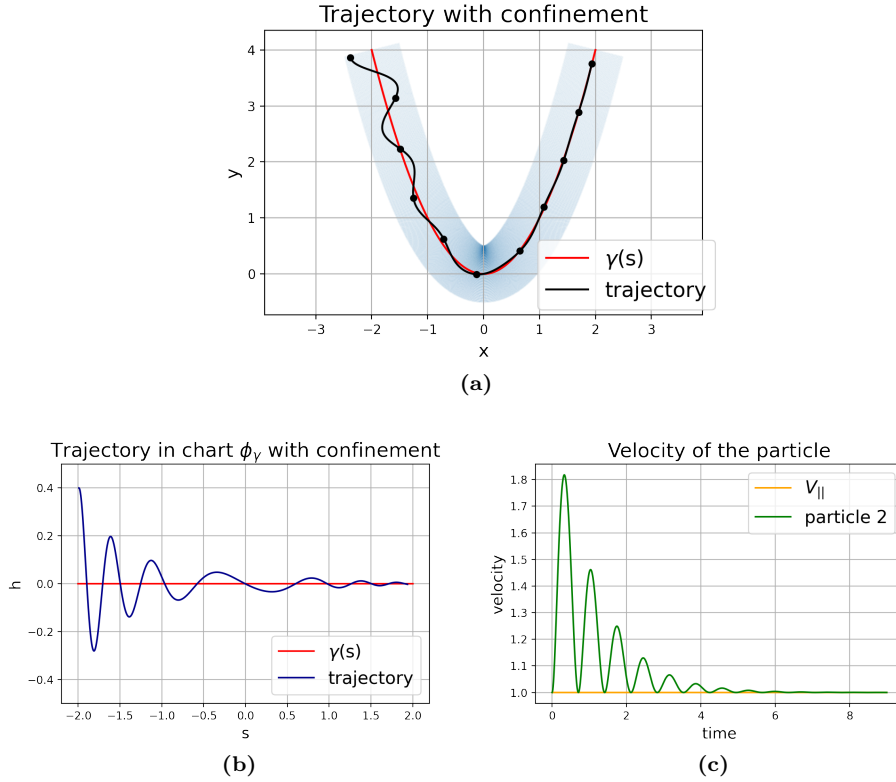 Trajectory with confinement
4
3
2
1
0
y
−3
−2
−1
0
1
2
3
x
γ(s)
trajectory
(a)
Trajectory in chart ϕγ with confinement
0.4
0.2
0.0
−0.2
−0.4
h
−2.0
−1.5
−1.0
−0.5
0.0
0.5
1.0
1.5
2.0
s
γ(s)
trajectory
(b)
Velocity of the particle
1.8
1.7
1.6
1.5
1.4
1.3
1.2
1.1
1.0
velocity
0
2
4
6
8
time
V||
particle 2
(c)